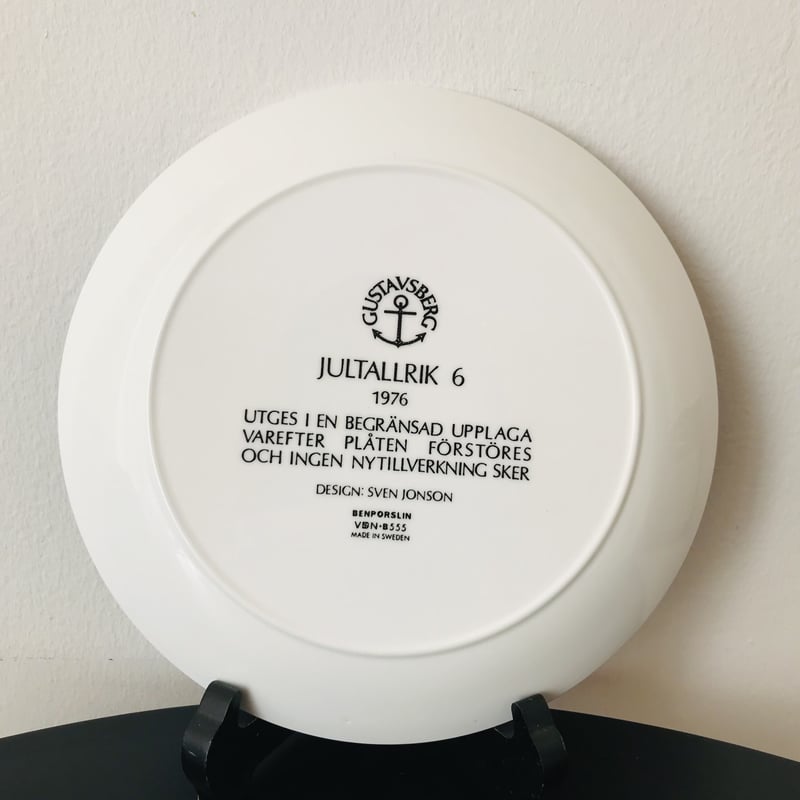 GUSTAVSBERG
JULTALLRIK 6
1976
UTGES I EN BEGRÄNSAD UPPLAGA
VAREFTER PLÅTEN FÖRSTÖRES
OCH INGEN NYTILLVERKNING SKER
DESIGN: SVEN JONSON
BENPORSLIN
VDN·B555
MADE IN SWEDEN